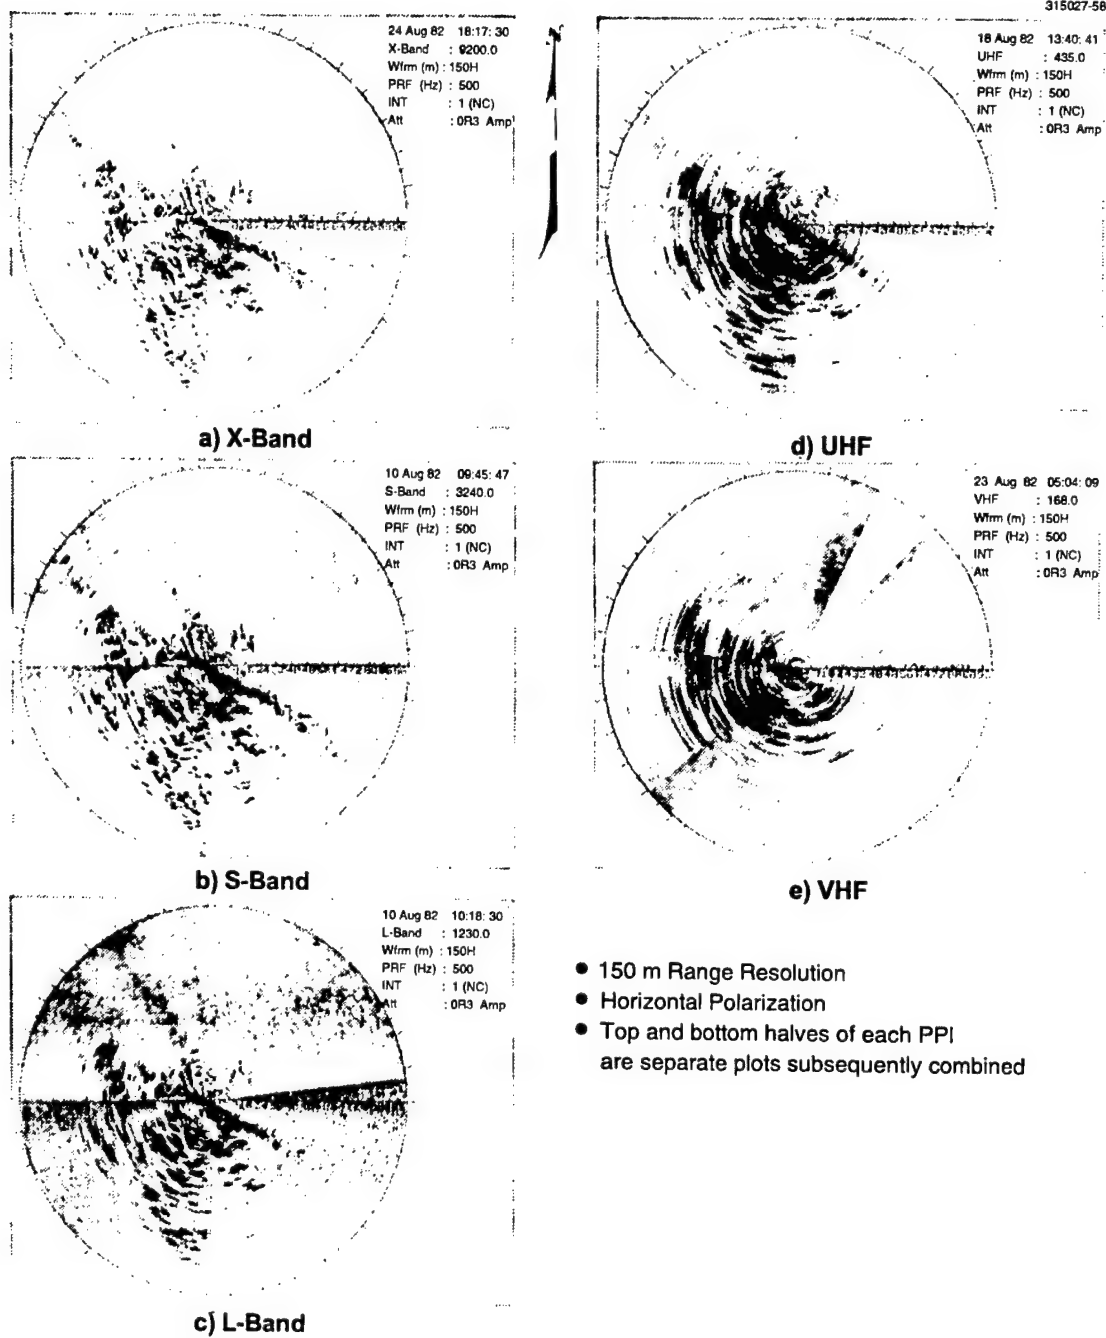 315027-58
24 Aug 82 18:17: 30
X-Band : 9200.0
Wfrm (m) : 150H
PRF (Hz) : 500
INT : 1 (NC)
Att : 0R3 Amp
a) X-Band
N
18 Aug 82 13:40: 41
UHF : 435.0
Wfrm (m) : 150H
PRF (Hz) : 500
INT : 1 (NC)
Att : 0R3 Amp
d) UHF
10 Aug 82 09:45: 47
S-Band : 3240.0
Wfrm (m) : 150H
PRF (Hz) : 500
INT : 1 (NC)
Att : 0R3 Amp
b) S-Band
23 Aug 82 05:04: 09
VHF : 168.0
Wfrm (m) : 150H
PRF (Hz) : 500
INT : 1 (NC)
Att : 0R3 Amp
e) VHF
10 Aug 82 10:18: 30
L-Band : 1230.0
Wfrm (m) : 150H
PRF (Hz) : 500
INT : 1 (NC)
Att : 0R3 Amp
c) L-Band
● 150 m Range Resolution
● Horizontal Polarization
● Top and bottom halves of each PPI
are separate plots subsequently combined